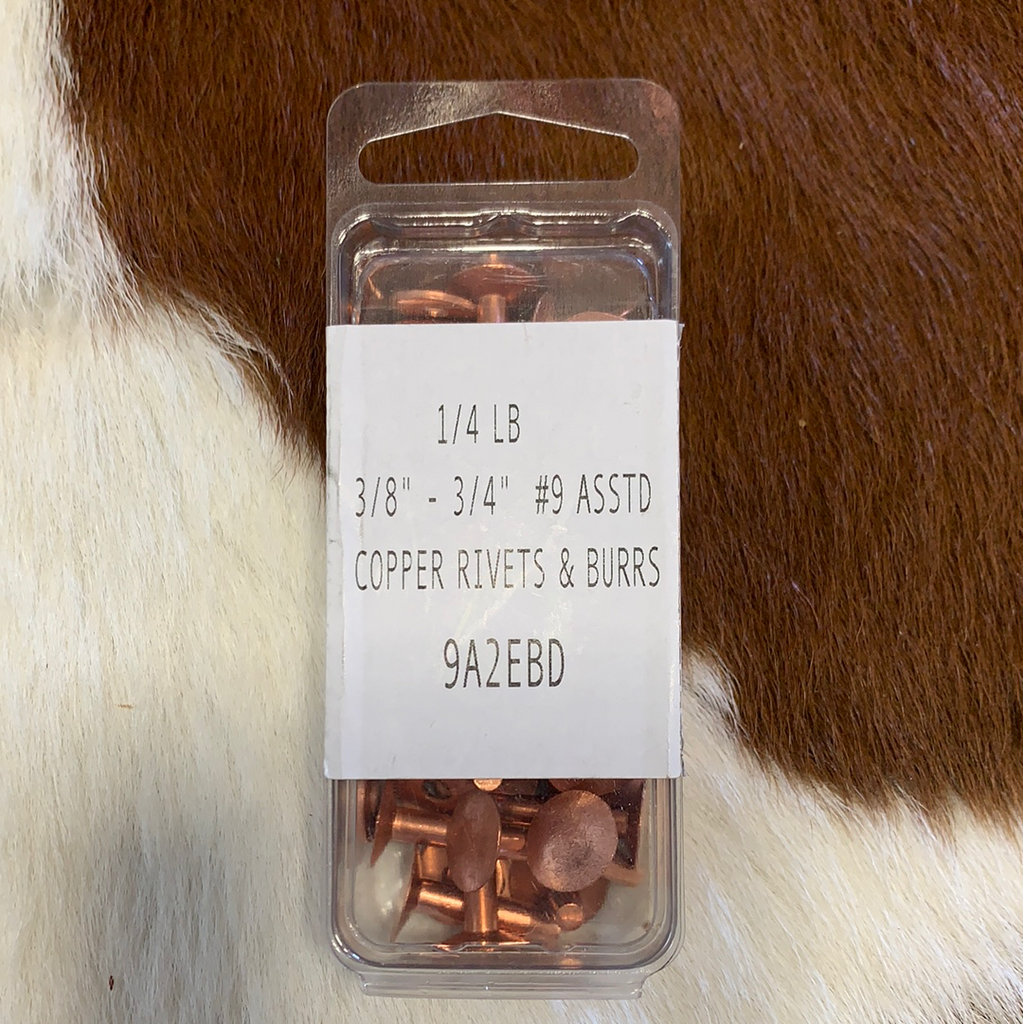 1/4 LB
3/8" - 3/4" #9 ASSTD
COPPER RIVETS & BURRS
9A2EBD